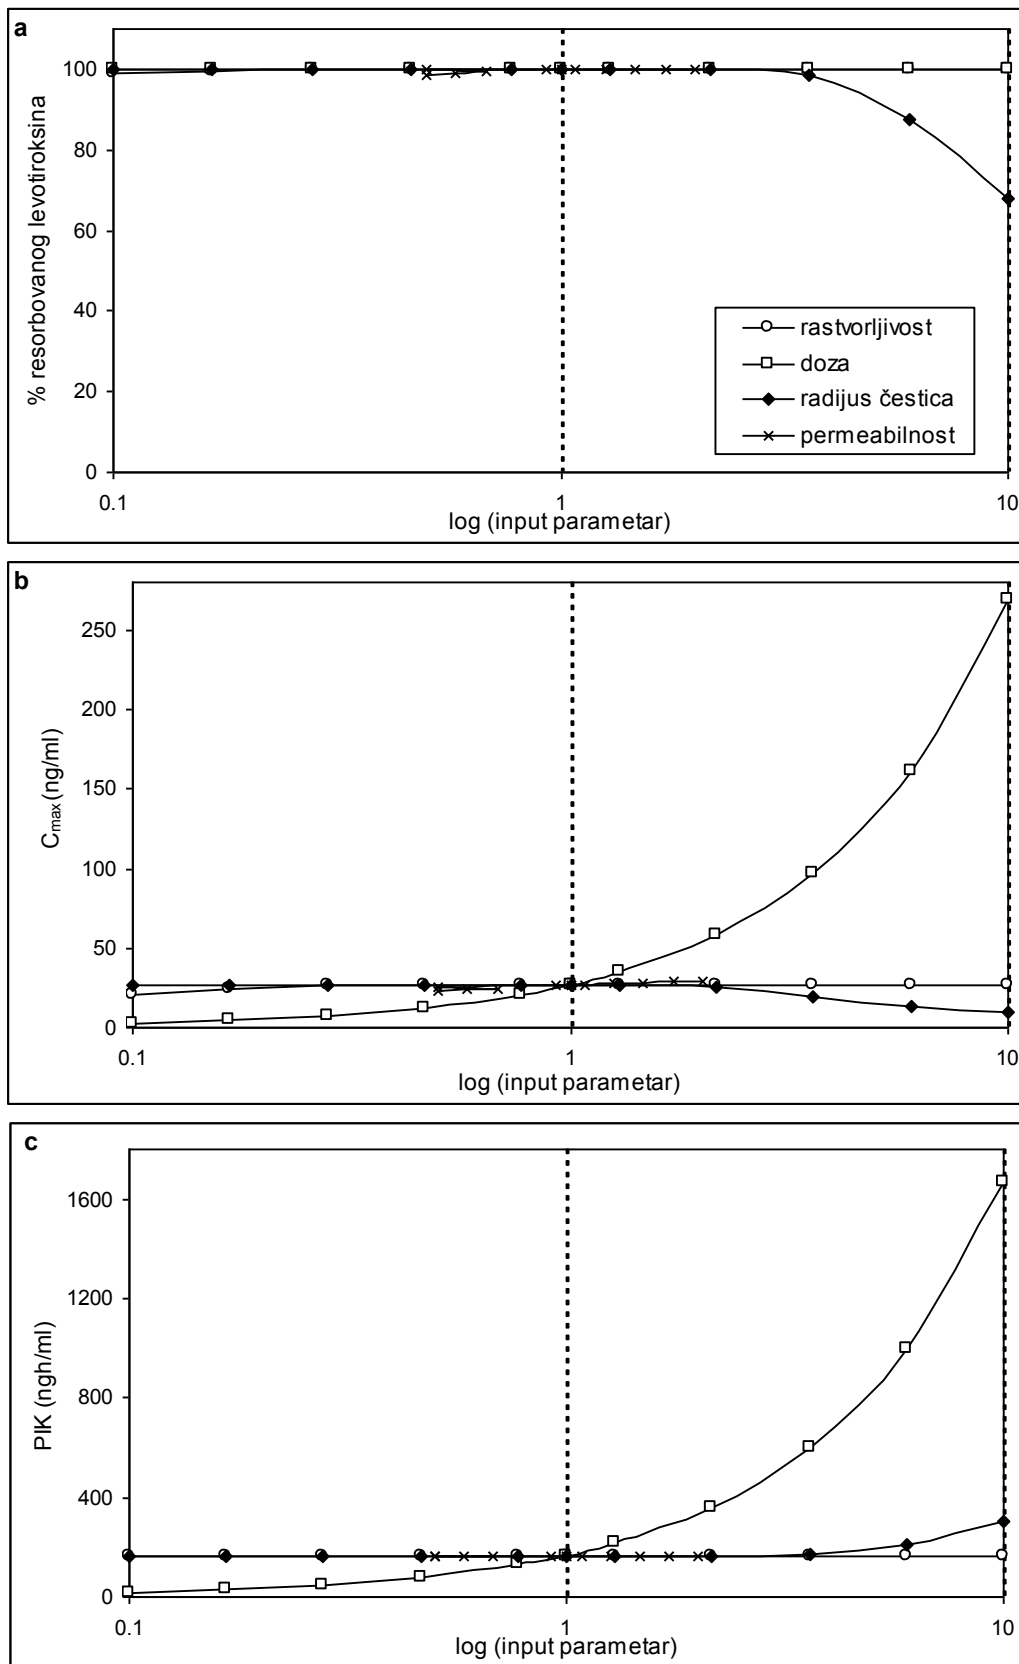 a
100
80
60
40
20
0
% resorbovanog levotiroksina
rastvorljivost
doza
radijus čestica
permeabilnost
0.1
1
10
log (input parametar)
b
250
200
150
100
50
0
Cmax(ng/ml)
0.1
1
10
log (input parametar)
c
1600
1200
800
400
0
PIK (ngh/ml)
0.1
1
10
log (input parametar)